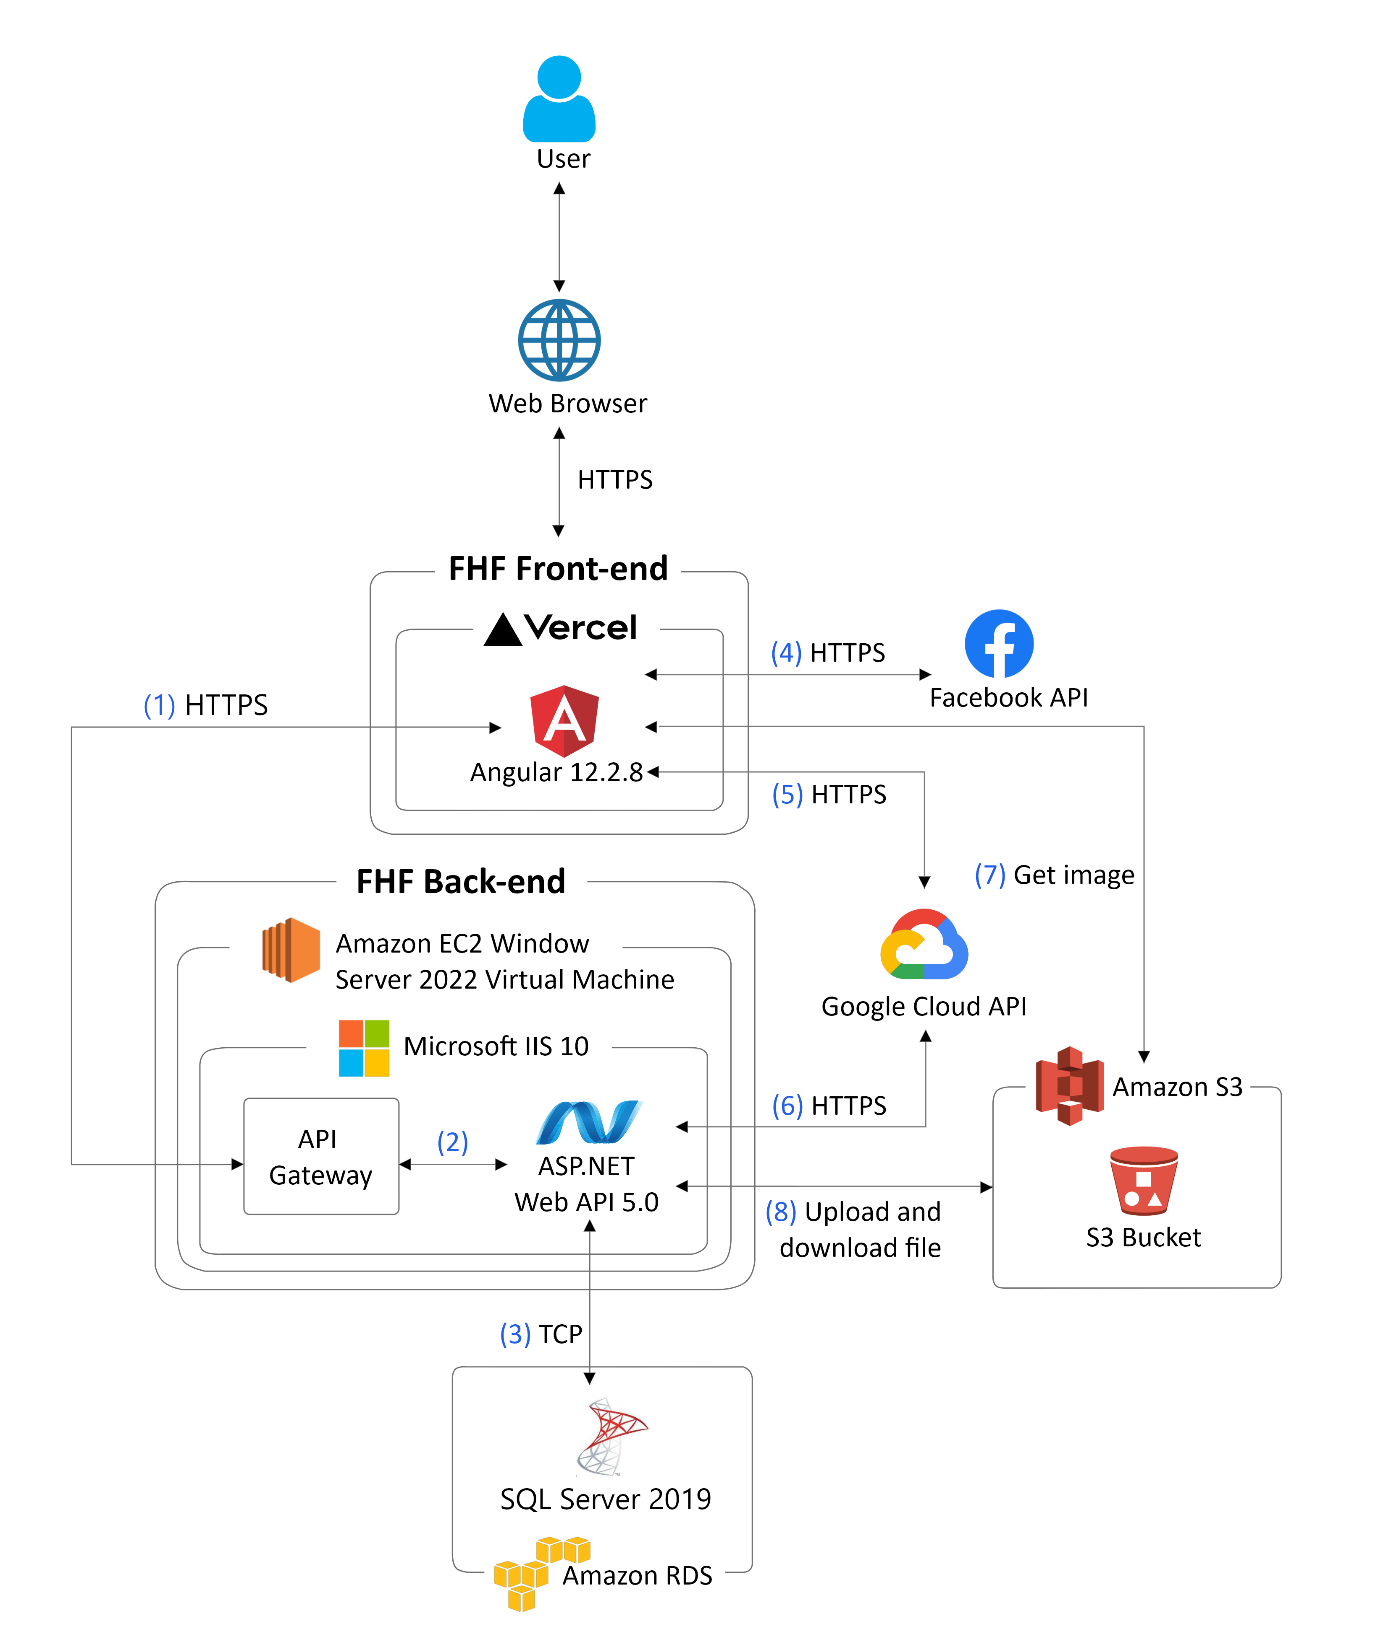 User
Web Browser
HTTPS
FHF Front-end
Vercel
(4) HTTPS
Facebook API
(1) HTTPS
Angular 12.2.8
(5) HTTPS
(7) Get image
FHF Back-end
Amazon EC2 Window
Server 2022 Virtual Machine
Google Cloud API
Microsoft IIS 10
Amazon S3
(6) HTTPS
API
Gateway
(2)
ASP.NET
Web API 5.0
(8) Upload and
download file
S3 Bucket
(3) TCP
SQL Server 2019
Amazon RDS